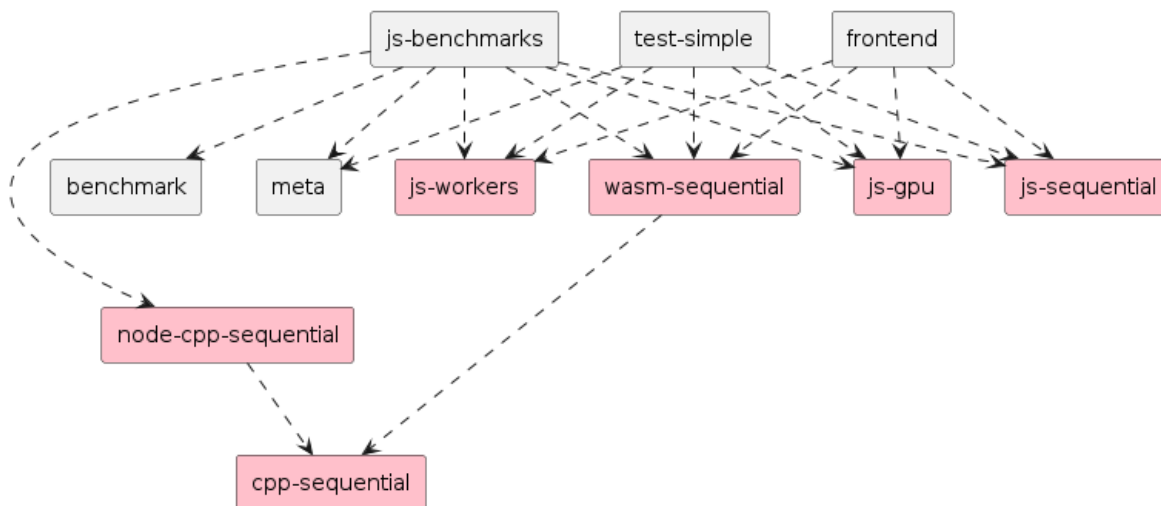 js-benchmarks
test-simple
frontend
benchmark
meta
js-workers
wasm-sequential
js-gpu
js-sequential
node-cpp-sequential
cpp-sequential